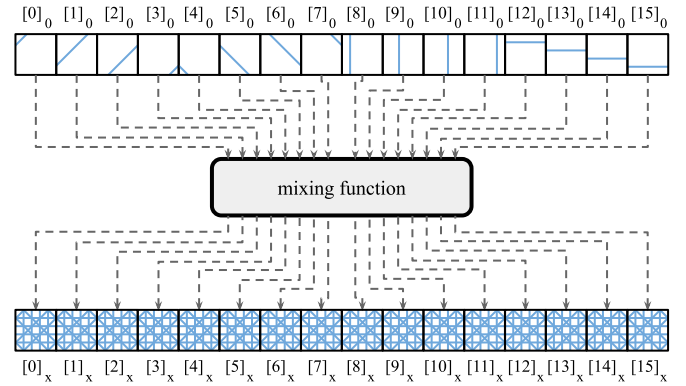 [0]₀ [1]₀ [2]₀ [3]₀ [4]₀ [5]₀ [6]₀ [7]₀ [8]₀ [9]₀ [10]₀ [11]₀ [12]₀ [13]₀ [14]₀ [15]₀
mixing function
[0]ₓ [1]ₓ [2]ₓ [3]ₓ [4]ₓ [5]ₓ [6]ₓ [7]ₓ [8]ₓ [9]ₓ [10]ₓ [11]ₓ [12]ₓ [13]ₓ [14]ₓ [15]ₓ